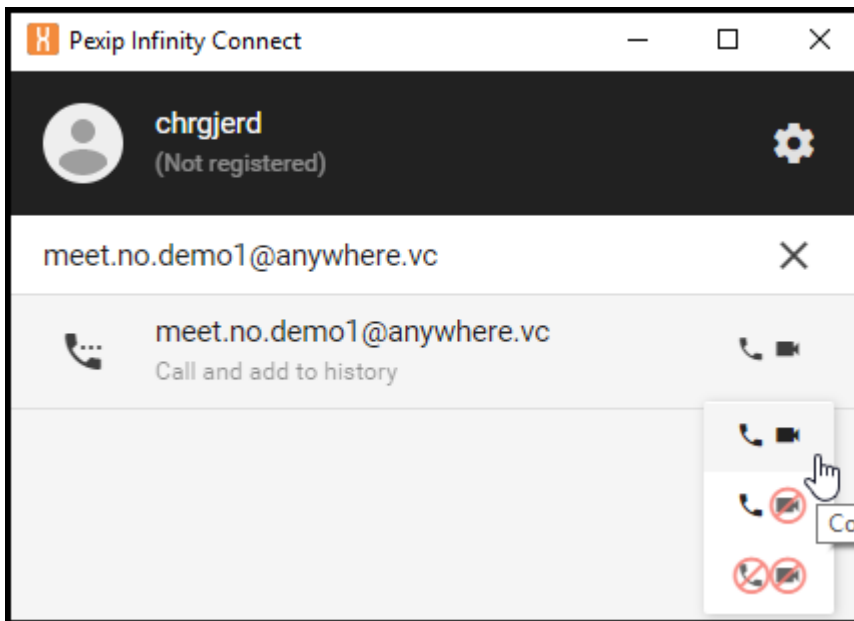 Pexip Infinity Connect
chrgjerd
(Not registered)
meet.no.demo1@anywhere.vc
meet.no.demo1@anywhere.vc
Call and add to history